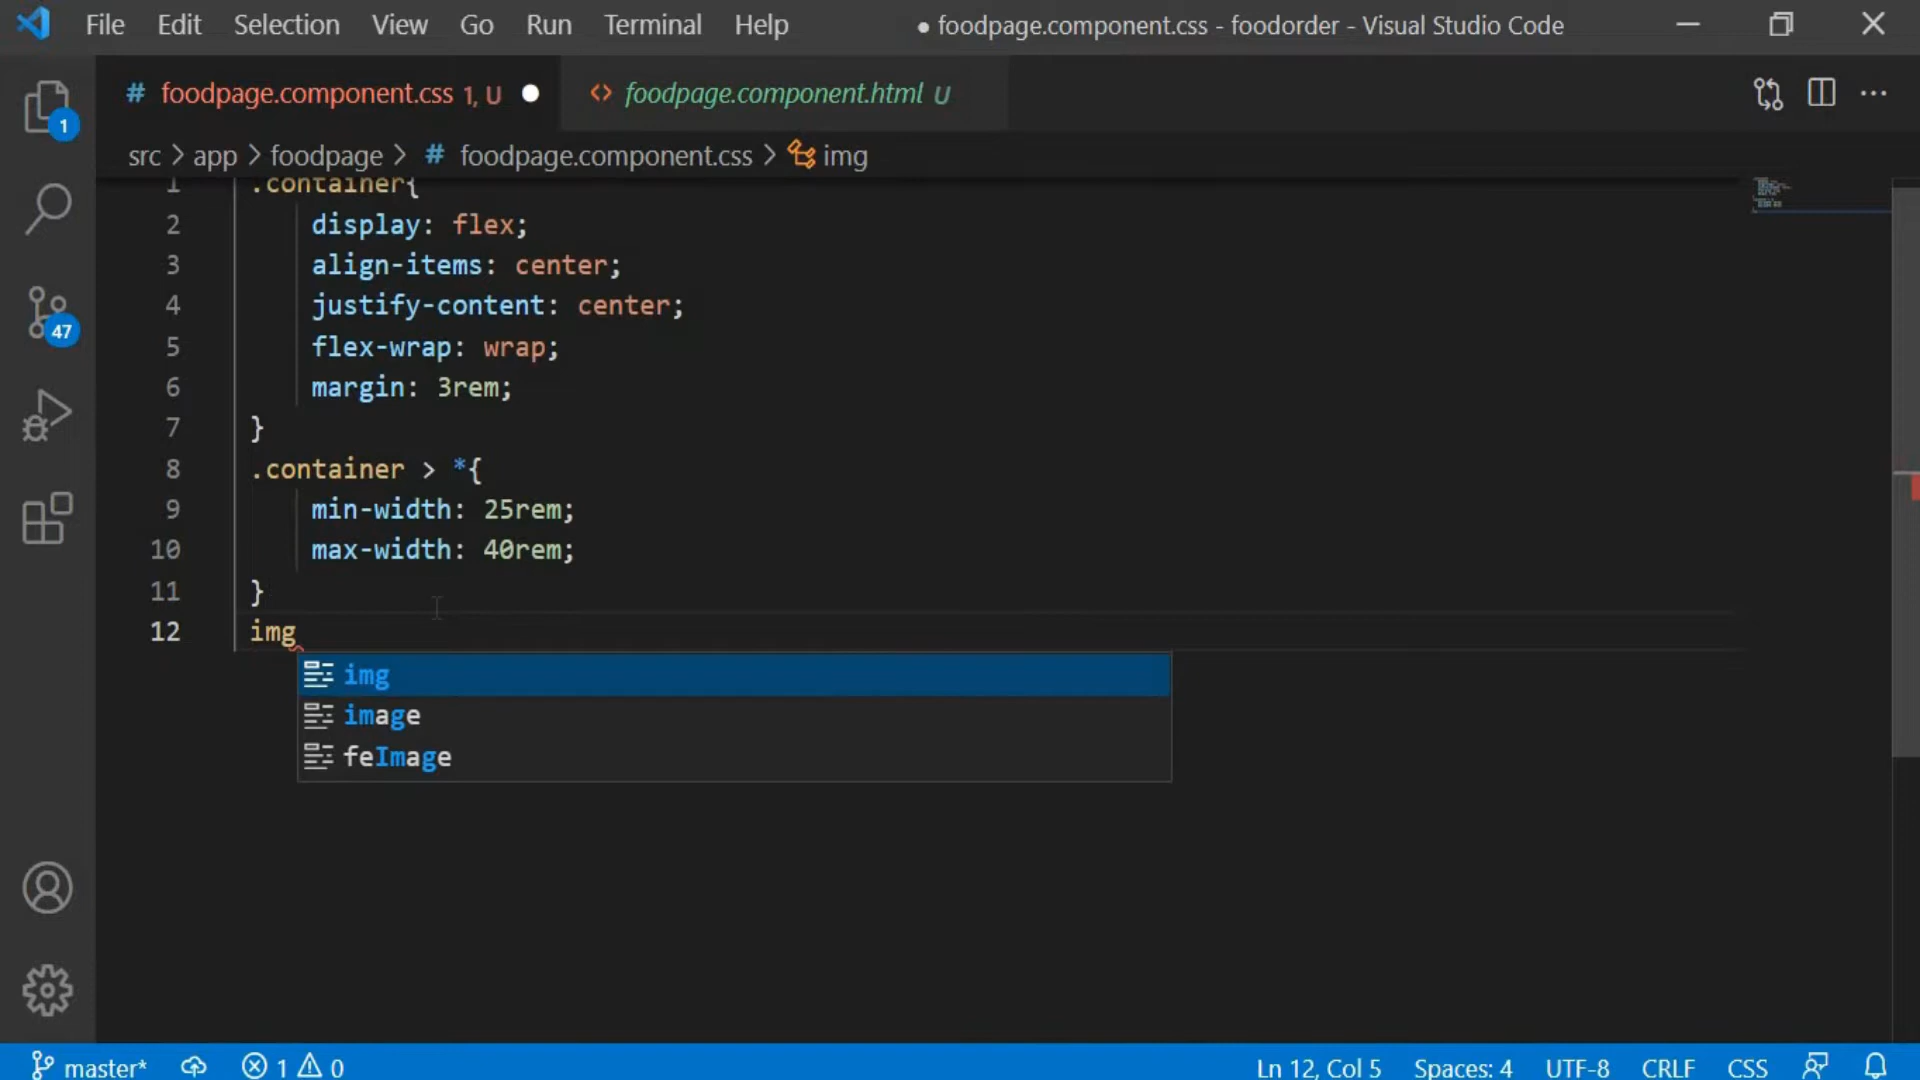 File Edit Selection View Go Run Terminal Help ● foodpage.component.css - foodorder - Visual Studio Code
# foodpage.component.css 1, U ● <> foodpage.component.html U
src > app > foodpage > # foodpage.component.css > img
1 .container{
2 display: flex;
3 align-items: center;
4 justify-content: center;
5 flex-wrap: wrap;
6 margin: 3rem;
7 }
8 .container > *{
9 min-width: 25rem;
10 max-width: 40rem;
11 }
12 img
img
image
feImage
1
47
master* 1 0 Ln 12, Col 5 Spaces: 4 UTF-8 CRLF CSS